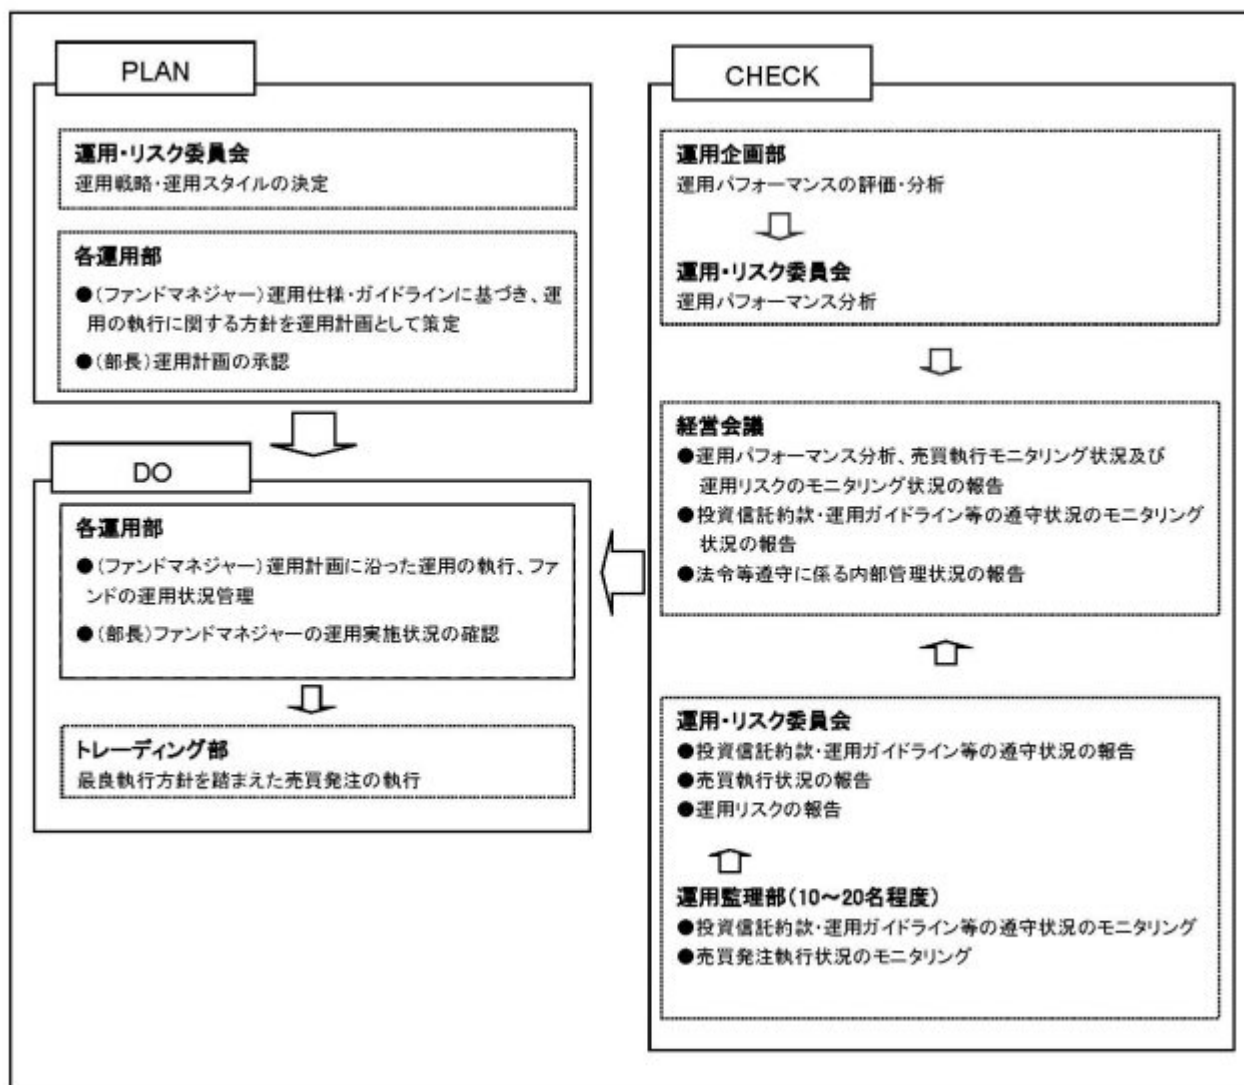 PLAN
運用・リスク委員会
運用戦略・運用スタイルの決定
各運用部
●(ファンドマネジャー)運用仕様・ガイドラインに基づき、運
用の執行に関する方針を運用計画として策定
●(部長)運用計画の承認
DO
各運用部
●(ファンドマネジャー)運用計画に沿った運用の執行、ファ
ンドの運用状況管理
●(部長)ファンドマネジャーの運用実施状況の確認
トレーディング部
最良執行方針を踏まえた売買発注の執行
CHECK
運用企画部
運用パフォーマンスの評価・分析
運用・リスク委員会
運用パフォーマンス分析
経営会議
●運用パフォーマンス分析、売買執行モニタリング状況及び
運用リスクのモニタリング状況の報告
●投資信託約款・運用ガイドライン等の遵守状況のモニタリング
状況の報告
●法令等遵守に係る内部管理状況の報告
運用・リスク委員会
●投資信託約款・運用ガイドライン等の遵守状況の報告
●売買執行状況の報告
●運用リスクの報告
運用監理部(10～20名程度)
●投資信託約款・運用ガイドライン等の遵守状況のモニタリング
●売買発注執行状況のモニタリング